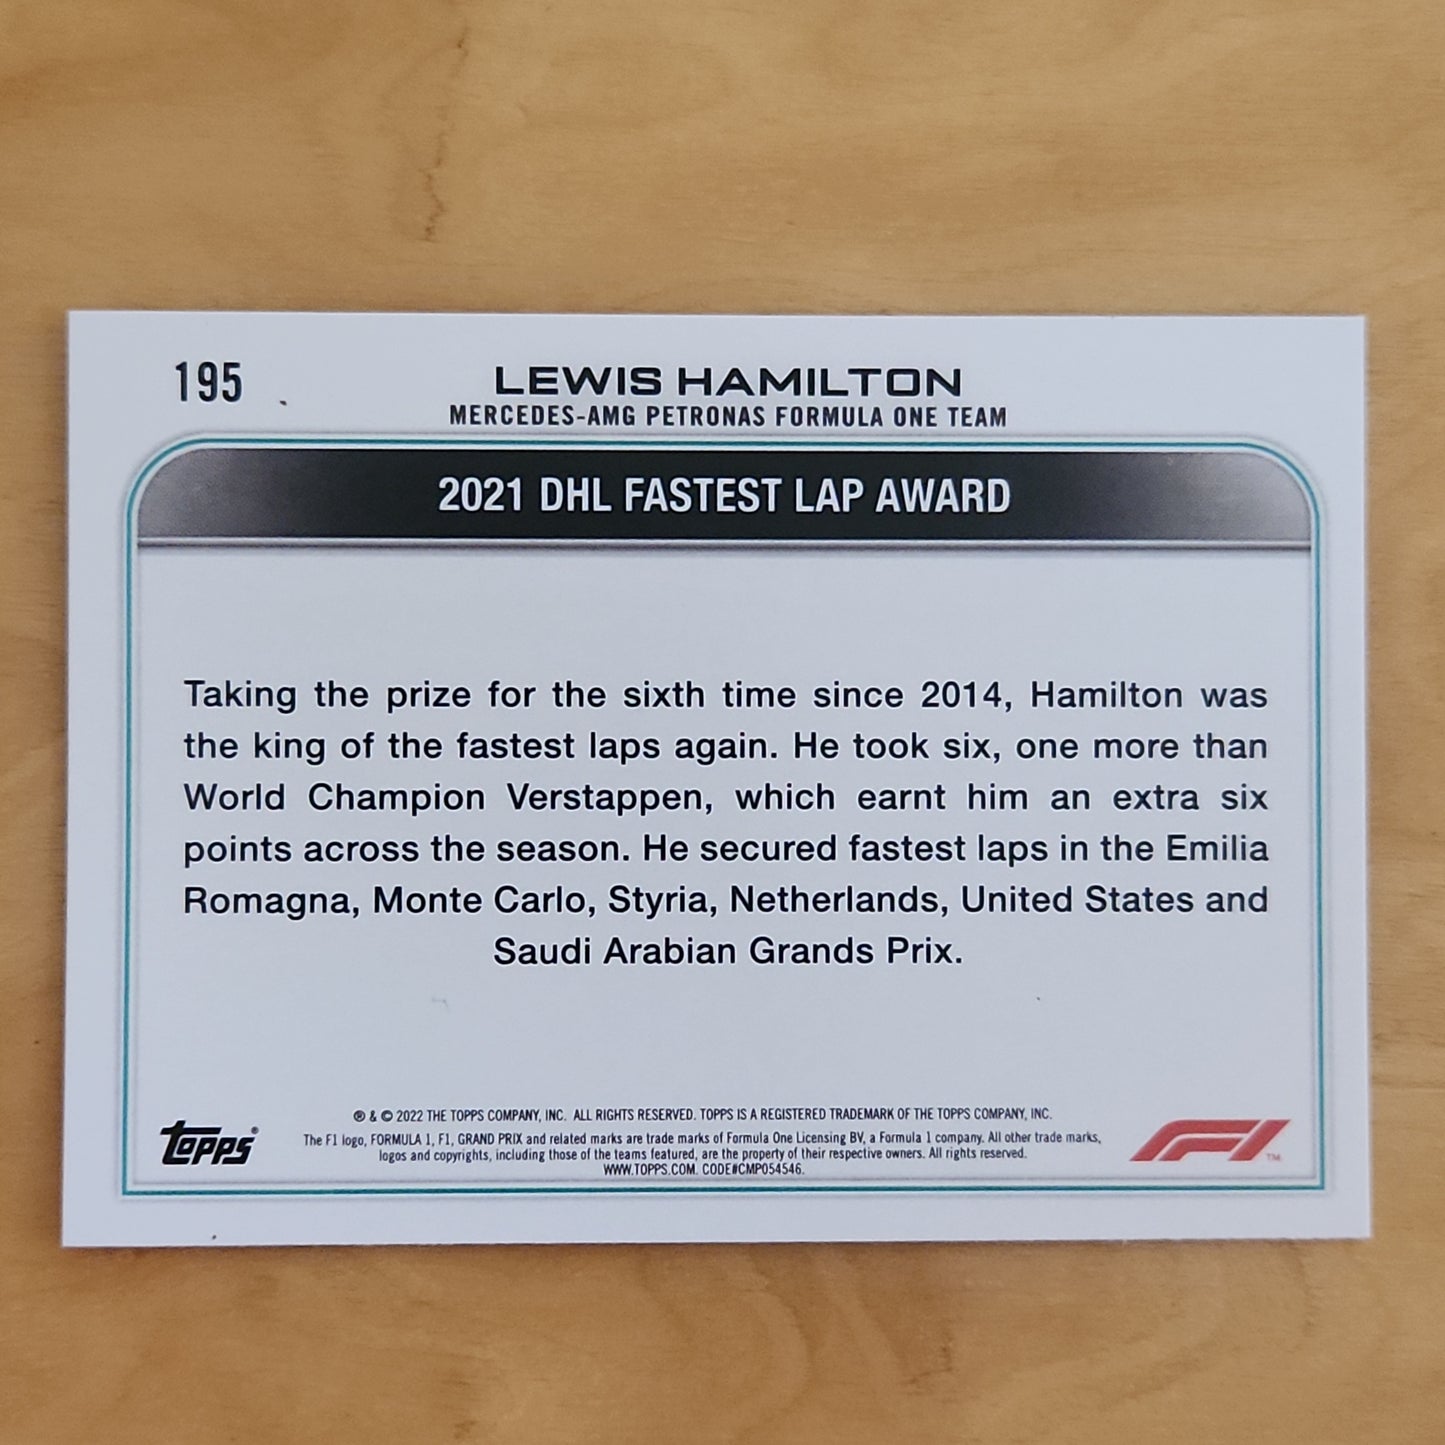 195
LEWIS HAMILTON
MERCEDES-AMG PETRONAS FORMULA ONE TEAM
2021 DHL FASTEST LAP AWARD
Taking the prize for the sixth time since 2014, Hamilton was
the king of the fastest laps again. He took six, one more than
World Champion Verstappen, which earnt him an extra six
points across the season. He secured fastest laps in the Emilia
Romagna, Monte Carlo, Styria, Netherlands, United States and
Saudi Arabian Grands Prix.
topps®
® & © 2022 THE TOPPS COMPANY, INC. ALL RIGHTS RESERVED. TOPPS IS A REGISTERED TRADEMARK OF THE TOPPS COMPANY, INC.
The F1 logo, FORMULA 1, F1, GRAND PRIX and related marks are trade marks of Formula One Licensing BV, a Formula 1 company. All other trade marks,
logos and copyrights, including those of the teams featured, are the property of their respective owners. All rights reserved.
WWW.TOPPS.COM. CODE#CMP054546.
F1™